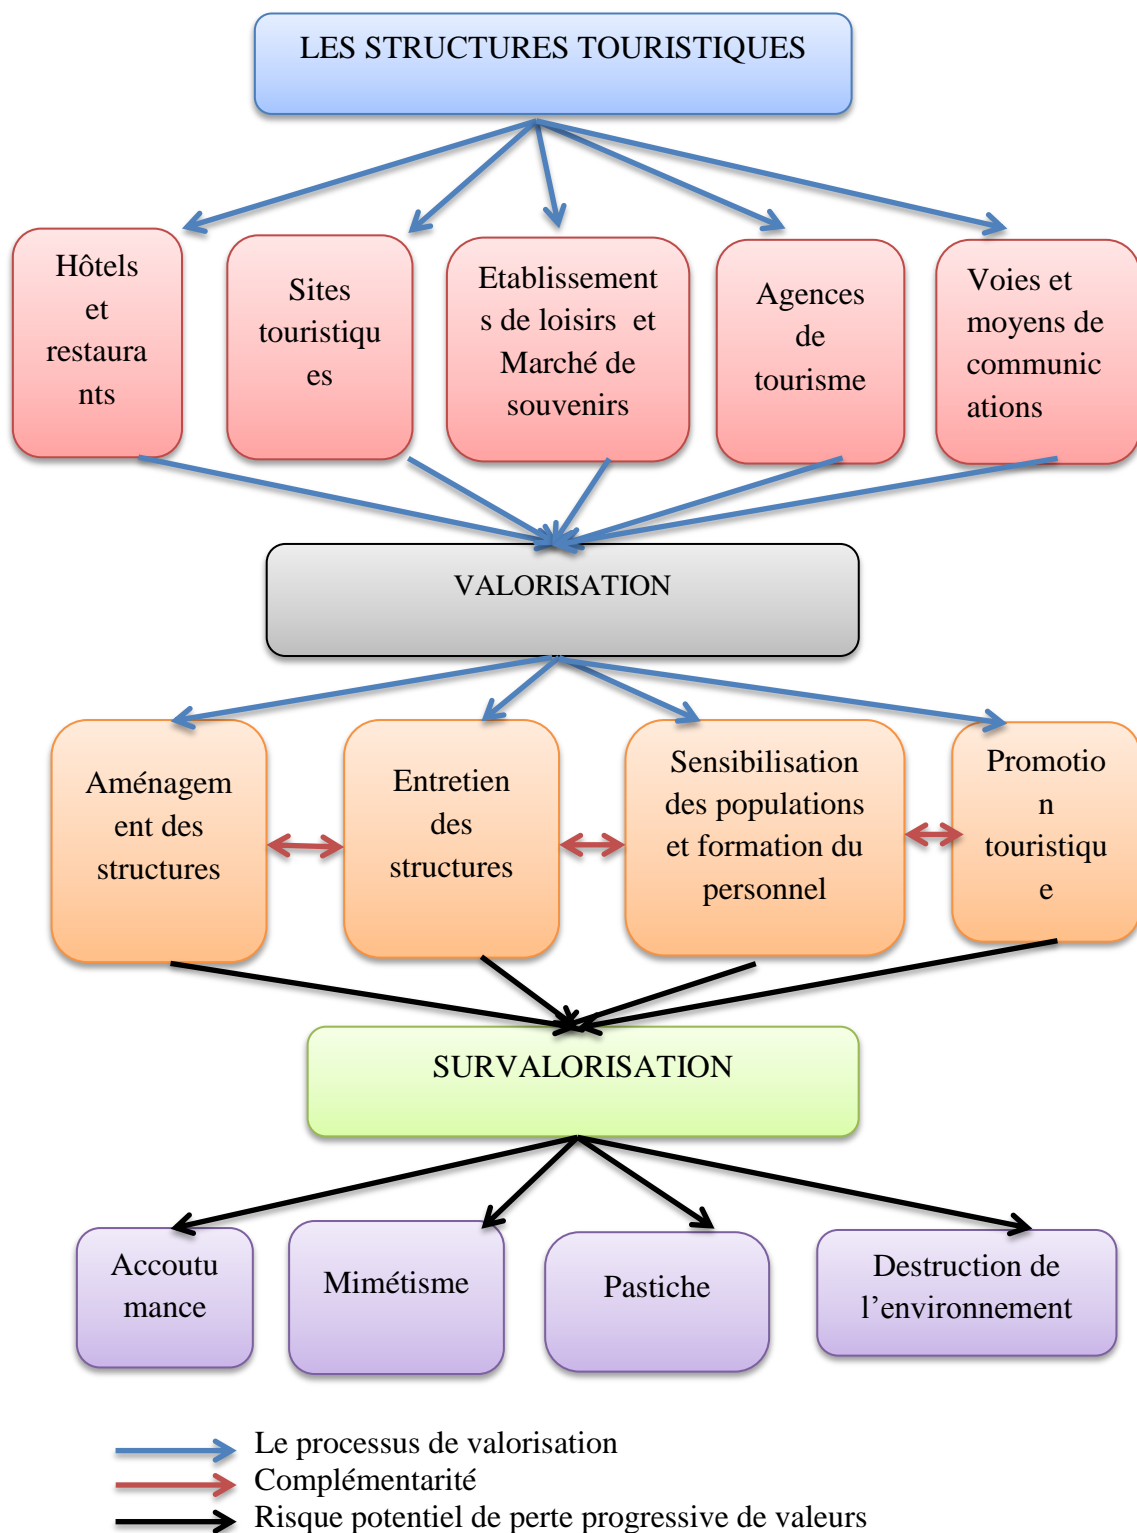 LES STRUCTURES TOURISTIQUES
Hôtels
et
restaura
nts
Sites
touristiqu
es
Etablissement
s de loisirs et
Marché de
souvenirs
Agences
de
tourisme
Voies et
moyens de
communic
ations
VALORISATION
Aménagem
ent des
structures
Entretien
des
structures
Sensibilisation
des populations
et formation du
personnel
Promotio
n
touristiqu
e
SURVALORISATION
Accoutu
mance
Mimétisme
Pastiche
Destruction de
l’environnement
Le processus de valorisation
Complémentarité
Risque potentiel de perte progressive de valeurs